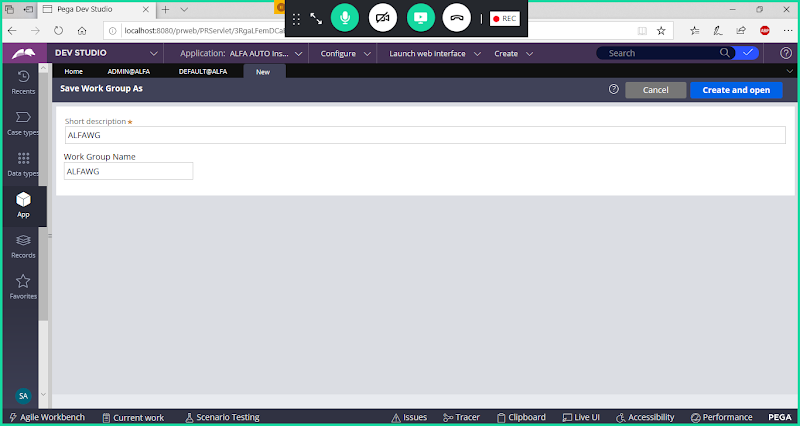 Pega Dev Studio
REC
localhost:8080/prweb/PRServlet/3RgaLFemDCal
ABP
DEV STUDIO
Application: ALFA AUTO Ins... Configure Launch web interface Create Search
Home ADMIN@ALFA DEFAULT@ALFA New
Save Work Group As Cancel Create and open
Recents
Case types
Data types
App
Records
Favorites
SA
Short description ★
ALFAWG
Work Group Name
ALFAWG
Agile Workbench Current work Scenario Testing Issues Tracer Clipboard Live UI Accessibility Performance PEGA